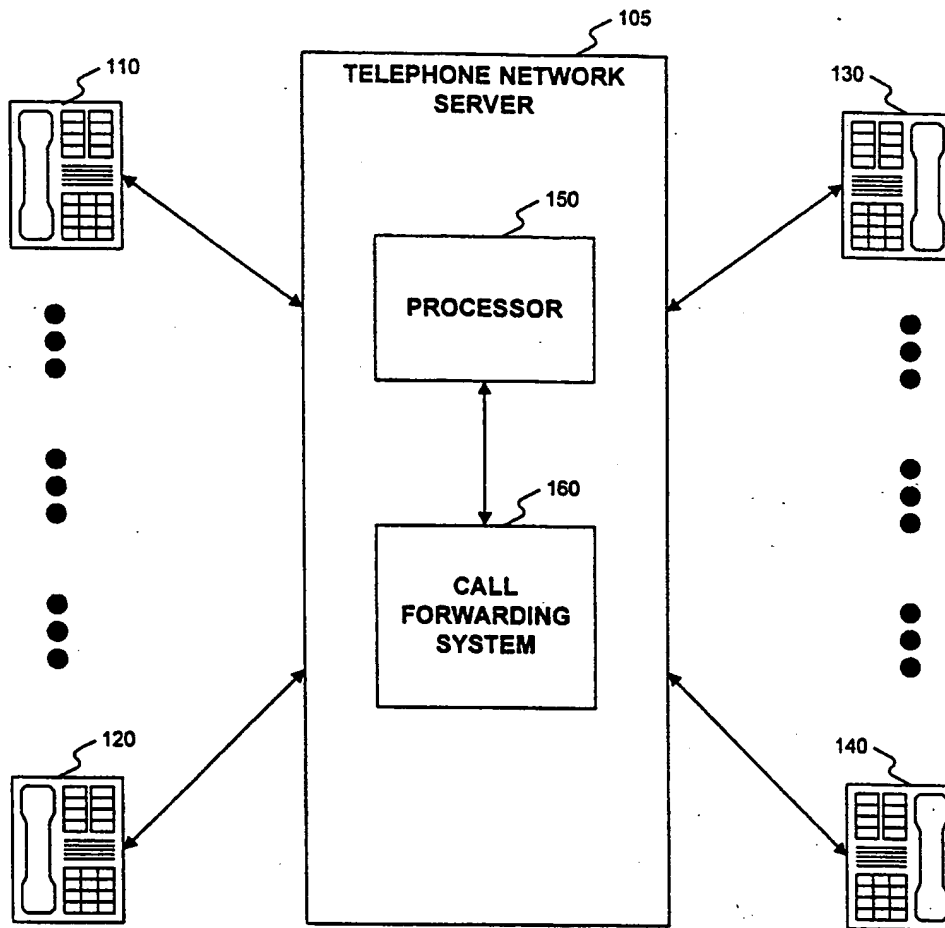 105
110
TELEPHONE NETWORK
SERVER
130
150
PROCESSOR
160
CALL
FORWARDING
SYSTEM
120
140